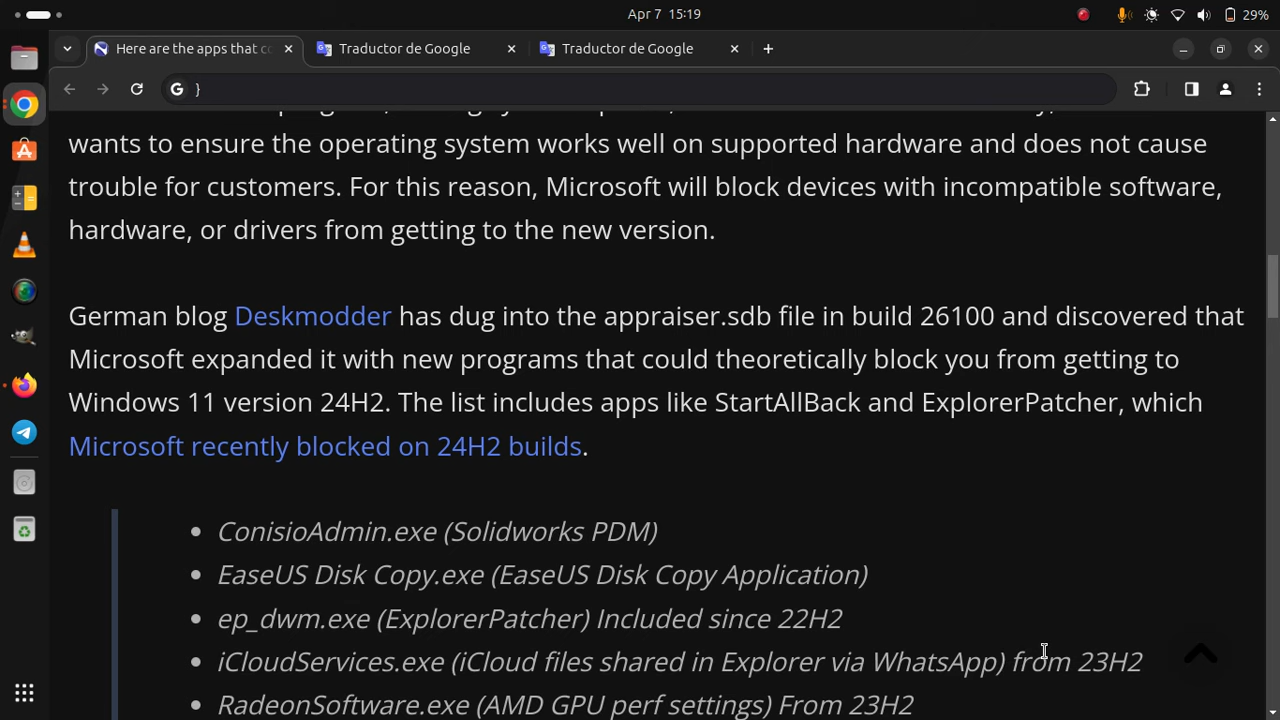 Apr 7 15:19
29%
Here are the apps that co
Traductor de Google
Traductor de Google
}
wants to ensure the operating system works well on supported hardware and does not cause
trouble for customers. For this reason, Microsoft will block devices with incompatible software,
hardware, or drivers from getting to the new version.
German blog Deskmodder has dug into the appraiser.sdb file in build 26100 and discovered that
Microsoft expanded it with new programs that could theoretically block you from getting to
Windows 11 version 24H2. The list includes apps like StartAllBack and ExplorerPatcher, which
Microsoft recently blocked on 24H2 builds.
• ConisioAdmin.exe (Solidworks PDM)
• EaseUS Disk Copy.exe (EaseUS Disk Copy Application)
• ep_dwm.exe (ExplorerPatcher) Included since 22H2
• iCloudServices.exe (iCloud files shared in Explorer via WhatsApp) from 23H2
• RadeonSoftware.exe (AMD GPU perf settings) From 23H2